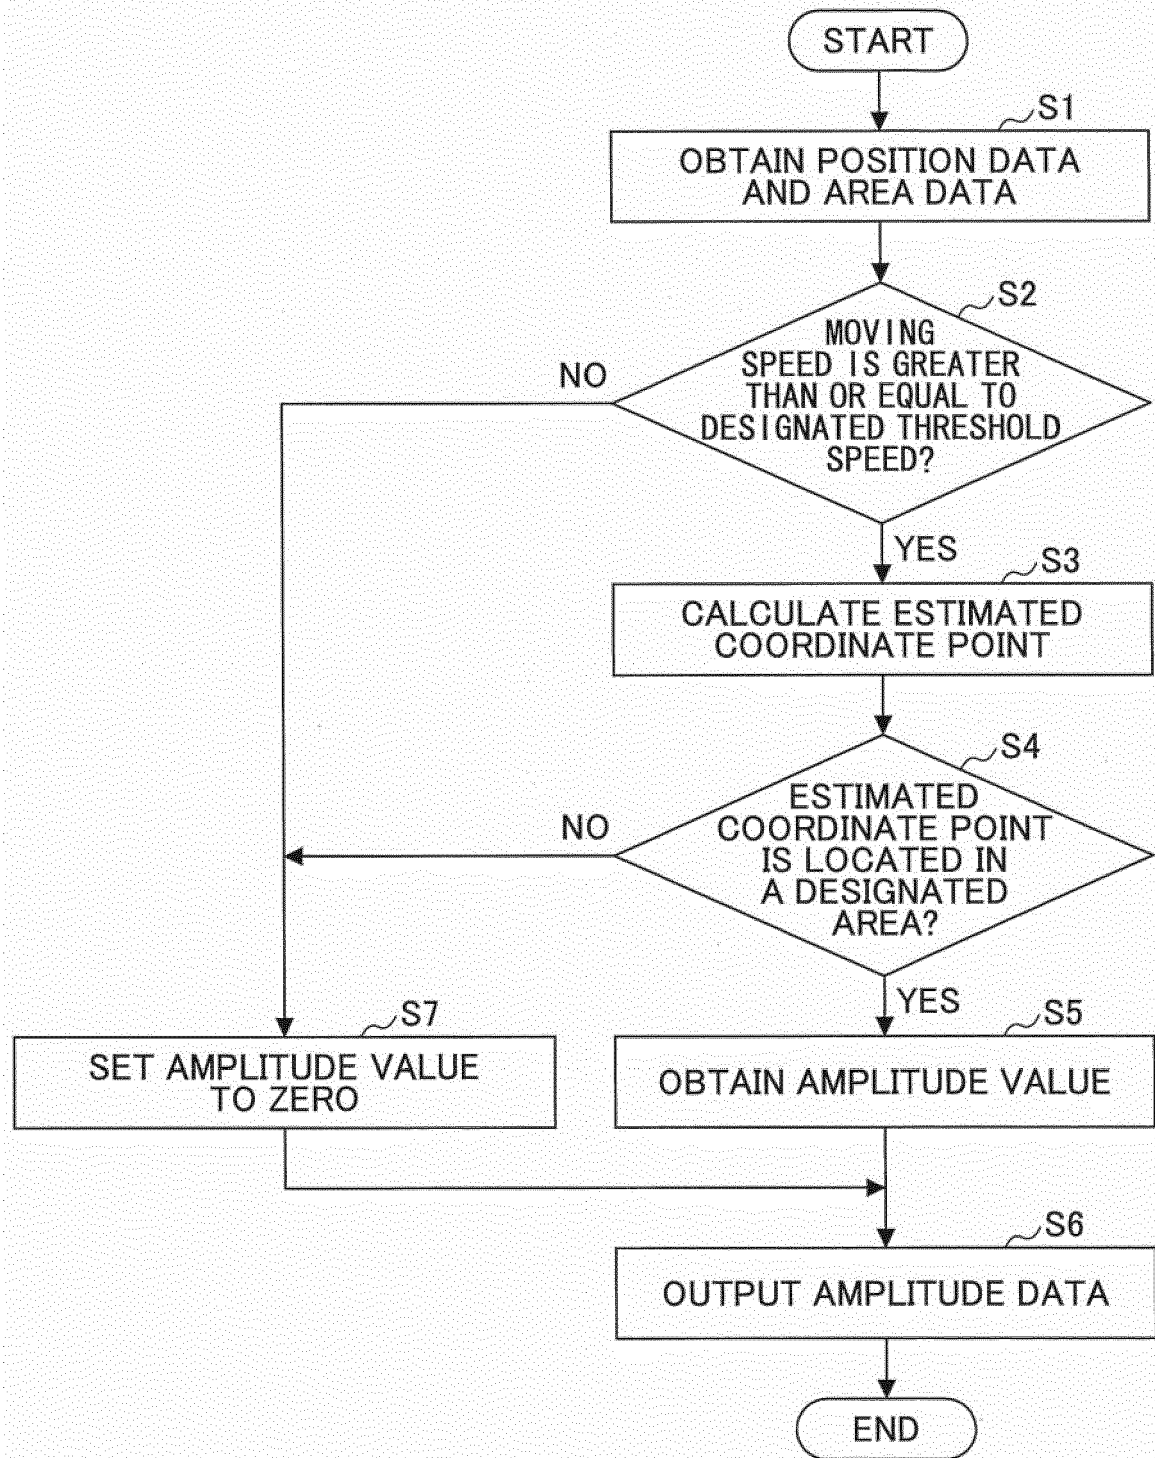 START
S1
OBTAIN POSITION DATA
AND AREA DATA
S2
MOVING
SPEED IS GREATER
THAN OR EQUAL TO
DESIGNATED THRESHOLD
SPEED?
NO
YES
S3
CALCULATE ESTIMATED
COORDINATE POINT
S4
ESTIMATED
COORDINATE POINT
IS LOCATED IN
A DESIGNATED
AREA?
NO
YES
S7
SET AMPLITUDE VALUE
TO ZERO
S5
OBTAIN AMPLITUDE VALUE
S6
OUTPUT AMPLITUDE DATA
END